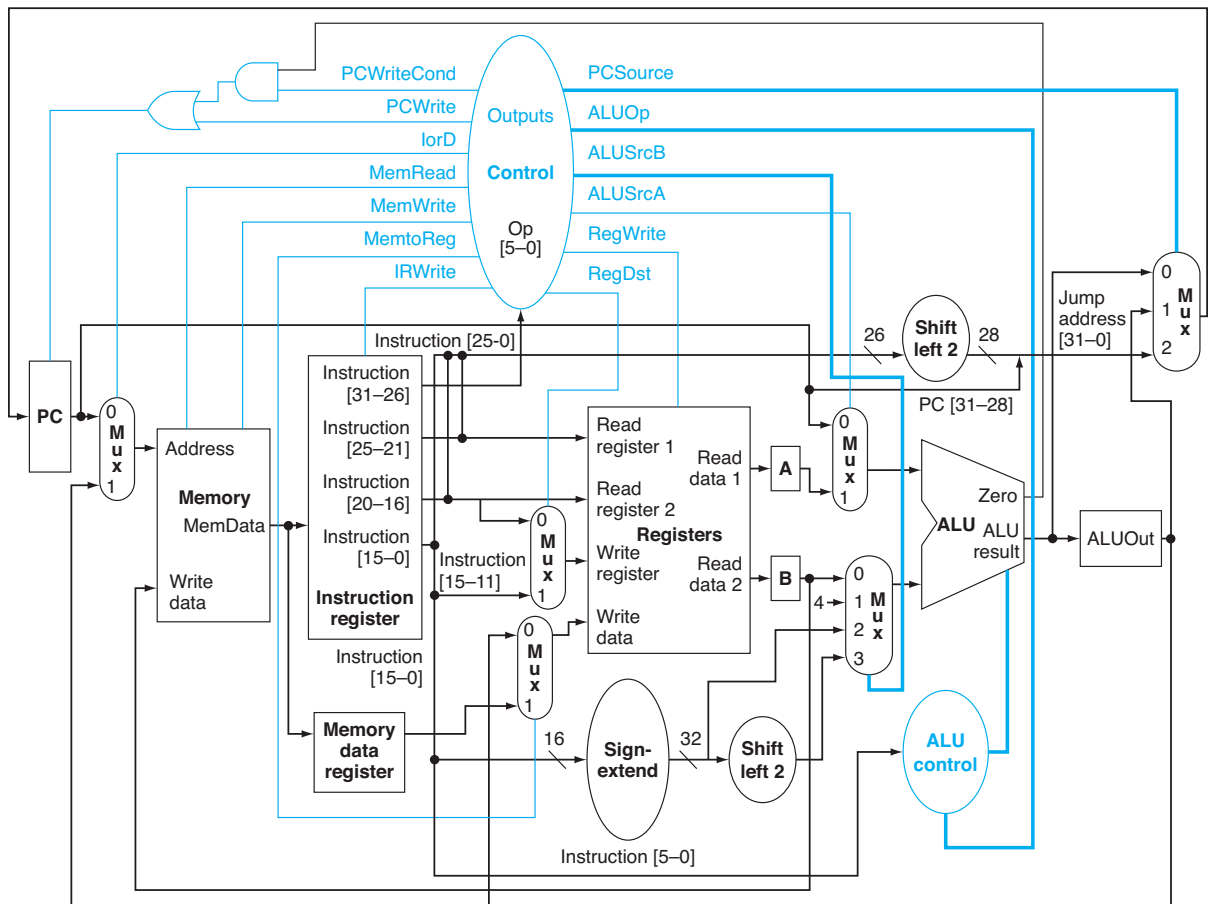 PCWriteCond
PCWrite
IorD
MemRead
MemWrite
MemtoReg
IRWrite
Outputs
Control
Op
[5–0]
PCSource
ALUOp
ALUSrcB
ALUSrcA
RegWrite
RegDst
Instruction [25-0]
26
Shift
left 2
28
Jump
address
[31–0]
PC [31–28]
0
1
2
M
u
x
PC
0
M
u
x
1
Address
Memory
MemData
Write
data
Instruction
[31–26]
Instruction
[25–21]
Instruction
[20–16]
Instruction
[15–0]
Instruction
register
Instruction
[15–11]
Instruction
[15–0]
Memory
data
register
0
M
u
x
1
0
M
u
x
1
Read
register 1
Read
register 2
Registers
Write
register
Write
data
Read
data 1
Read
data 2
A
B
0
M
u
x
1
0
4
1
2
3
M
u
x
Zero
ALU
ALU
result
ALUOut
16
Sign-
extend
32
Shift
left 2
ALU
control
Instruction [5–0]